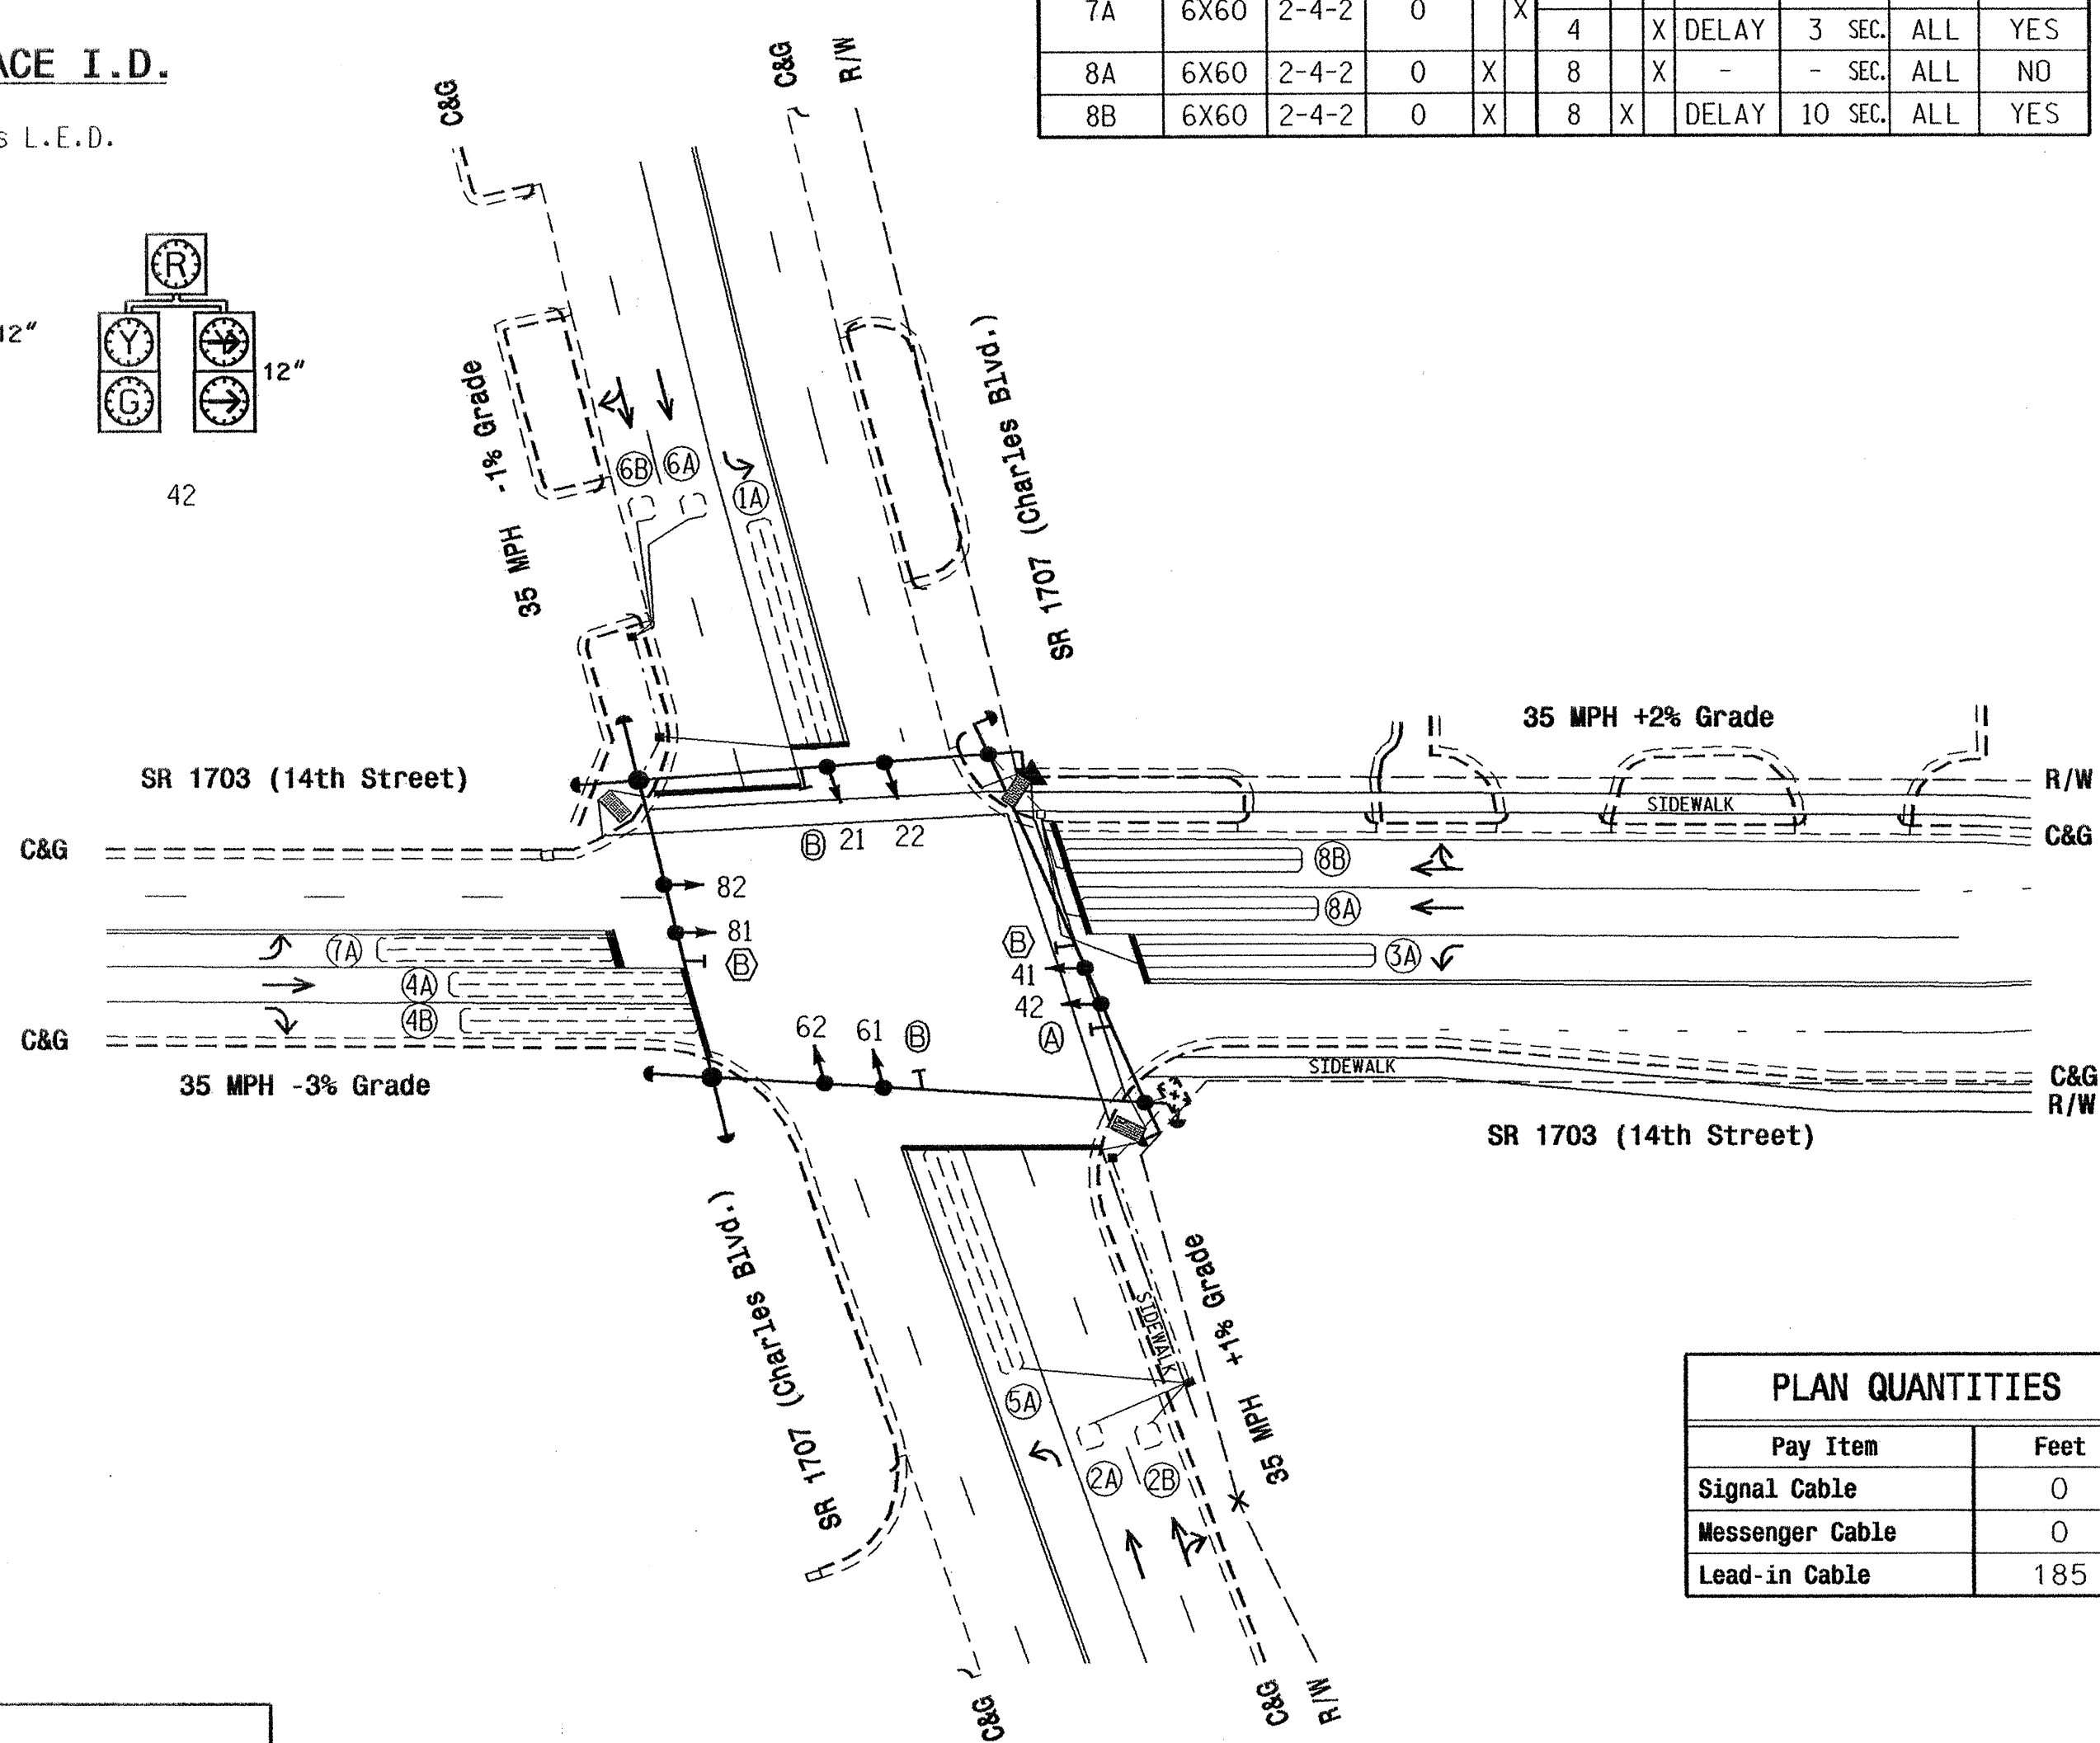 ACE I.D.
s L.E.D.
R
Y
Y
G
12"
12"
42
7A 6X60 2-4-2 0 X
4 X DELAY 3 SEC. ALL YES
8A 6X60 2-4-2 0 X 8 X - - SEC. ALL NO
8B 6X60 2-4-2 0 X 8 X DELAY 10 SEC. ALL YES
C&G
C&G
R/W
35 MPH -1% Grade
SR 1707 (Charles Blvd.)
6B
6A
1A
SR 1703 (14th Street)
35 MPH +2% Grade
SIDEWALK
R/W
C&G
C&G
B
21
22
82
81
B
8B
8A
3A
B
41
42
A
7A
4A
4B
C&G
35 MPH -3% Grade
62
61
B
SIDEWALK
C&G
R/W
SR 1703 (14th Street)
SR 1707 (Charles Blvd.)
SIDEWALK
35 MPH +1% Grade
5A
2A
2B
C&G
C&G
R/W
PLAN QUANTITIES
Pay Item Feet
Signal Cable 0
Messenger Cable 0
Lead-in Cable 185